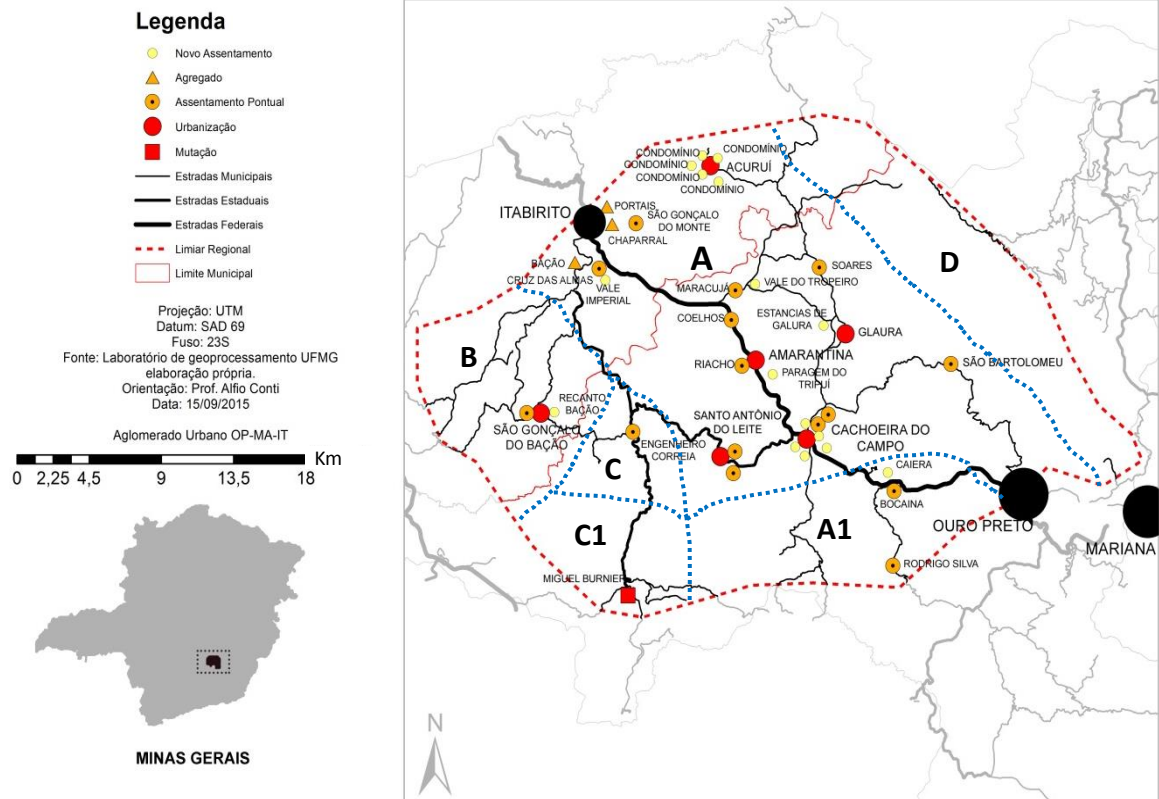 Legenda
Novo Assentamento
Agregado
Assentamento Pontual
Urbanização
Mutação
Estradas Municipais
Estradas Estaduais
Estradas Federais
Limiar Regional
Limite Municipal
Projeção: UTM
Datum: SAD 69
Fuso: 23S
Fonte: Laboratório de geoprocessamento UFMG
elaboração própria.
Orientação: Prof. Alfio Conti
Data: 15/09/2015
Aglomerado Urbano OP-MA-IT
Km
0 2,25 4,5 9 13,5 18
MINAS GERAIS
CONDOMÍNIO
CONDOMÍNIO
CONDOMÍNIO
ACURUÍ
CONDOMÍNIO
CONDOMÍNIO
PORTAIS
ITABIRITO
SÃO GONÇALO
DO MONTE
CHAPARRAL
A
D
BAÇÃO
CRUZ DAS ALMAS
VALE
IMPERIAL
SOARES
MARACUJÁ
VALE DO TROPEIRO
COELHOS
ESTANCIAS DE
GALURA
GLAURA
B
AMARANTINA
RIACHO
PARAGEM DO
TRIPUÍ
SÃO BARTOLOMEU
RECANTO
BAÇÃO
SÃO GONÇALO
DO BAÇÃO
SANTO ANTÔNIO
DO LEITE
CACHOEIRA DO
CAMPO
ENGENHEIRO
CORREIA
C
CAIERA
BOCAINA
C1
A1
OURO PRETO
MARIANA
MIGUEL BURNIER
RODRIGO SILVA
N